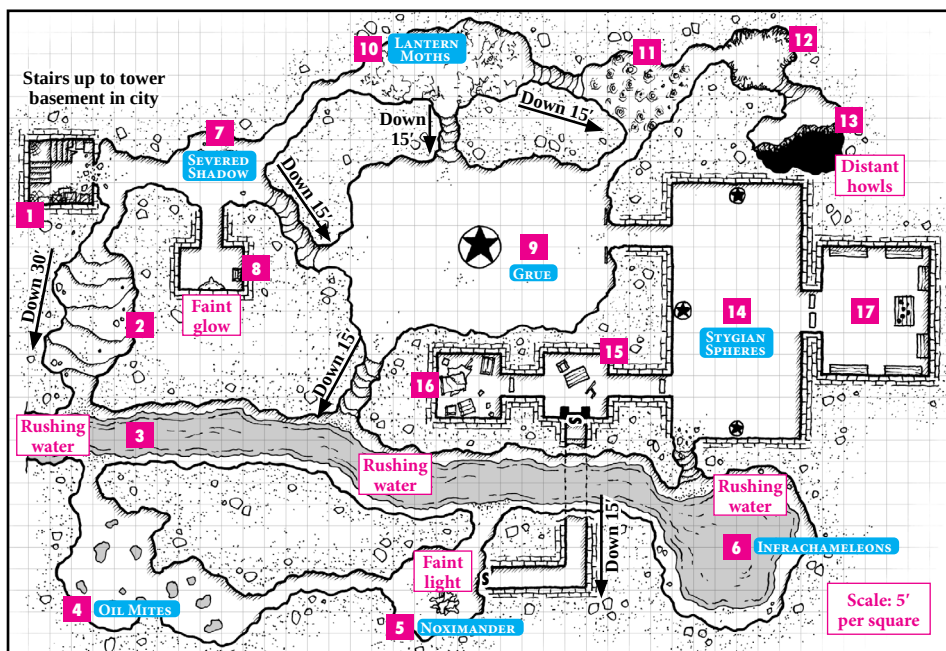 10
LANTERN
MOTHS
11
12
Stairs up to tower
basement in city
7
SEVERED
SHADOW
Down
15′
Down 15′
13
Distant
howls
1
Down 15′
Down 30′
8
Faint
glow
9
GRUE
14
STYGIAN
SPHERES
17
2
Down 15′
15
16
S
Rushing
water
3
Rushing
water
Rushing
water
Down 15′
6
INFRACHAMELEONS
Faint
light
S
4
OIL MITES
5
NOXIMANDER
Scale: 5′
per square